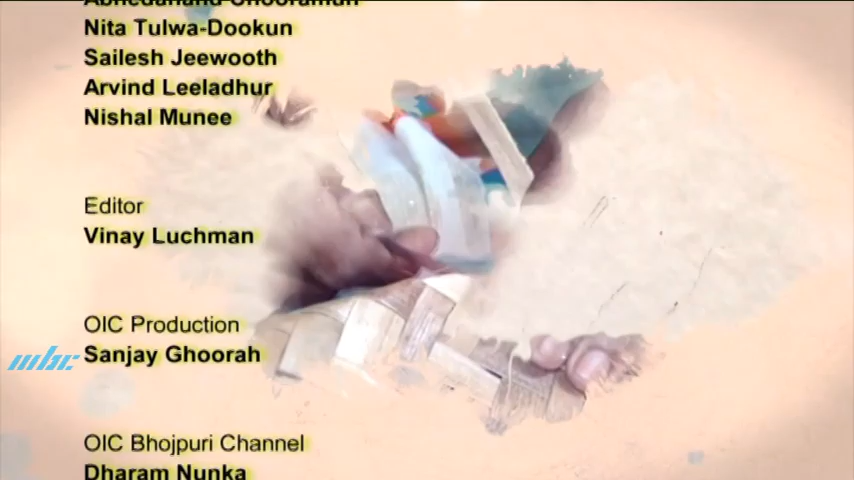 Nita Tulwa-Dookun
Sailesh Jeewooth
Arvind Leeladhur
Nishal Munee
Editor
Vinay Luchman
OIC Production
Sanjay Ghoorah
mbc
OIC Bhojpuri Channel
Dharam Nunka